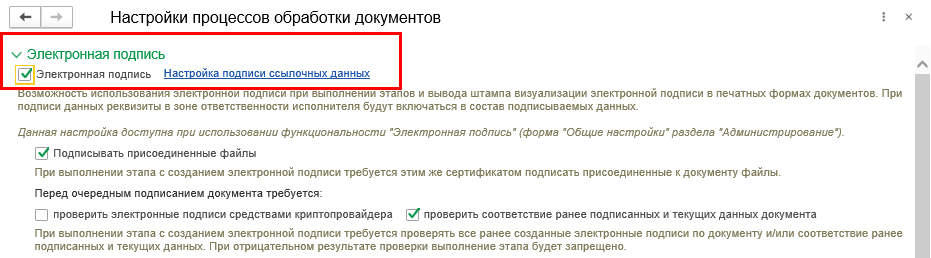 Настройки процессов обработки документов
Электронная подпись
Электронная подпись Настройка подписи ссылочных данных
Возможность использования электронной подписи при выполнении этапов и вывода штампа визуализации электронной подписи в печатных формах документов. При
подписи данных реквизиты в зоне ответственности исполнителя будут включаться в состав подписываемых данных.
Данная настройка доступна при использовании функциональности "Электронная подпись" (форма "Общие настройки" раздела "Администрирование").
Подписывать присоединенные файлы
При выполнении этапа с созданием электронной подписи требуется этим же сертификатом подписать присоединенные к документу файлы.
Перед очередным подписанием документа требуется:
проверить электронные подписи средствами криптопровайдера проверить соответствие ранее подписанных и текущих данных документа
При выполнении этапа с созданием электронной подписи требуется проверять все ранее созданные электронные подписи по документу и/или соответствие ранее
подписанных и текущих данных. При отрицательном результате проверки выполнение этапа будет запрещено.